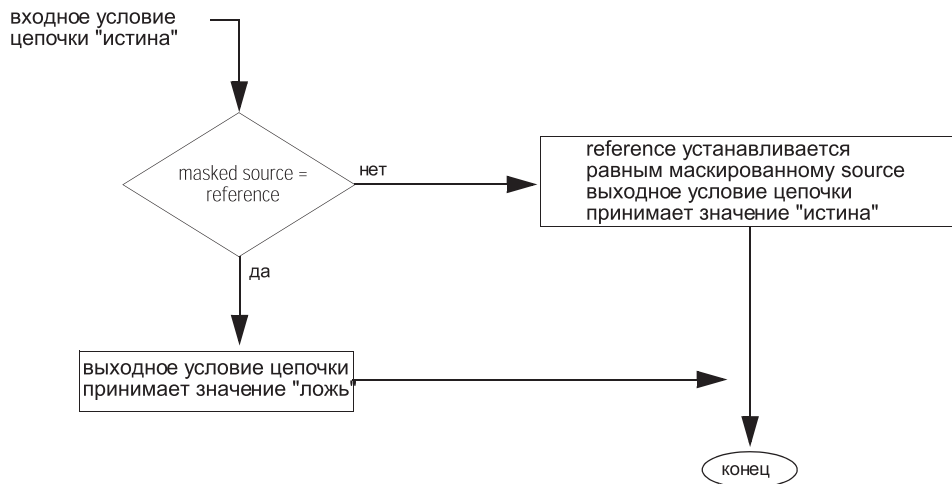 входное условие
цепочки "истина"
masked source =
reference
нет
reference устанавливается
равным маскированному source
выходное условие цепочки
принимает значение "истина"
да
выходное условие цепочки
принимает значение "ложь"
конец